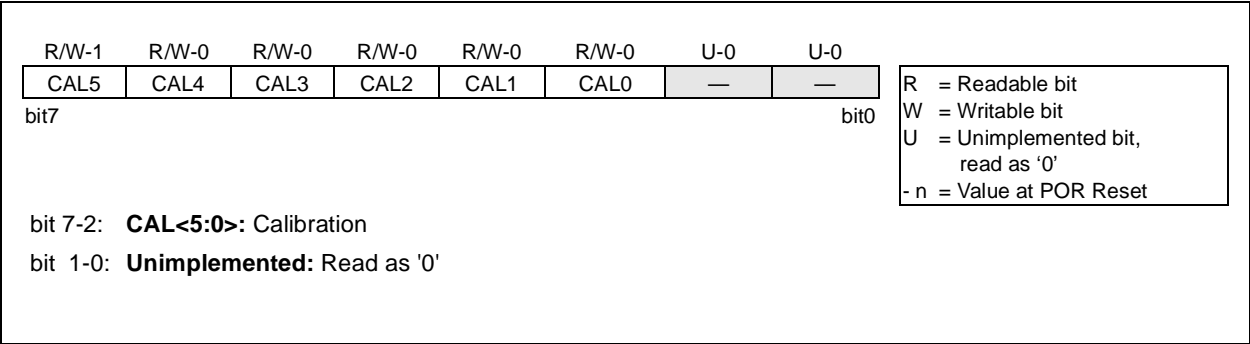 R/W-1 R/W-0 R/W-0 R/W-0 R/W-0 R/W-0 U-0 U-0
CAL5 CAL4 CAL3 CAL2 CAL1 CAL0 — —
bit7 bit0
R = Readable bit
W = Writable bit
U = Unimplemented bit,
read as ‘0’
- n = Value at POR Reset
bit 7-2: CAL<5:0>: Calibration
bit 1-0: Unimplemented: Read as '0'